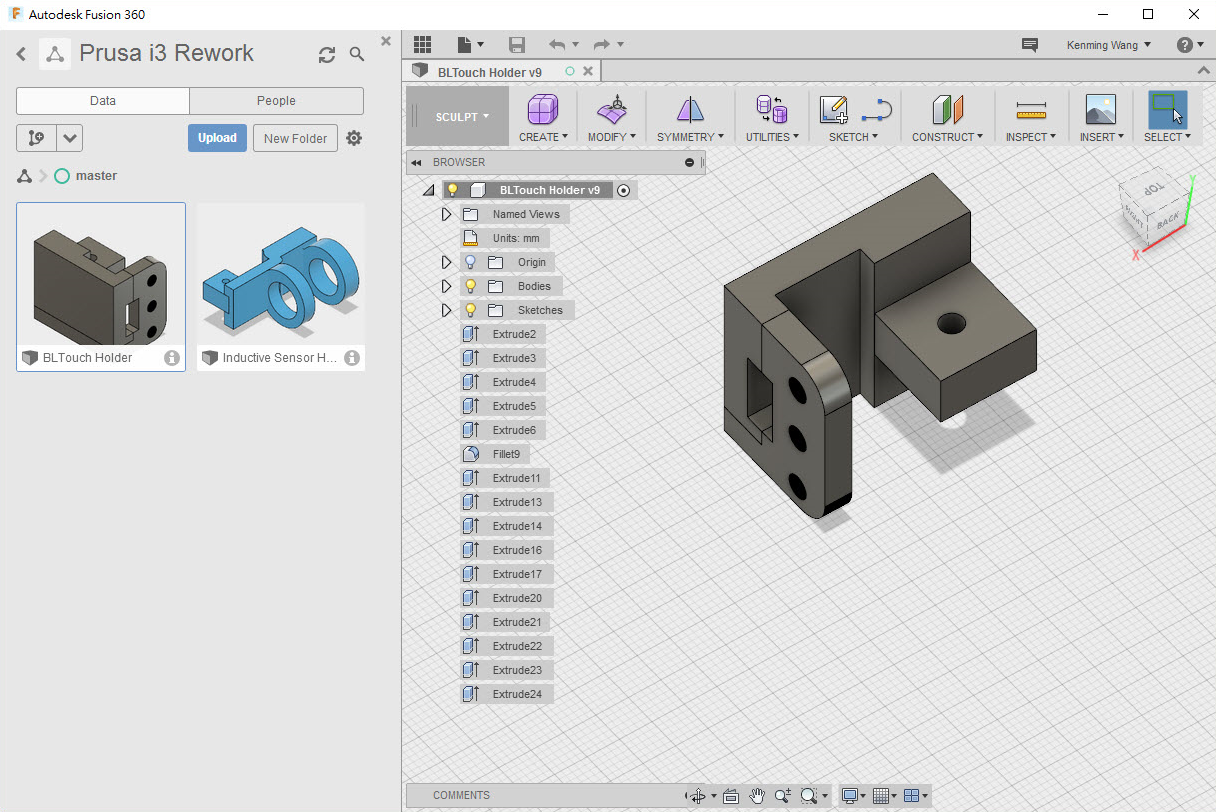 Autodesk Fusion 360
Prusa i3 Rework
Data
People
Upload
New Folder
master
BLTouch Holder
Inductive Sensor H...
Kenming Wang
BLTouch Holder v9
SCULPT
CREATE
MODIFY
SYMMETRY
UTILITIES
SKETCH
CONSTRUCT
INSPECT
INSERT
SELECT
BROWSER
BLTouch Holder v9
Named Views
Units: mm
Origin
Bodies
Sketches
Extrude2
Extrude3
Extrude4
Extrude5
Extrude6
Fillet9
Extrude11
Extrude13
Extrude14
Extrude16
Extrude17
Extrude20
Extrude21
Extrude22
Extrude23
Extrude24
TOP
RIGHT
BACK
Y
X
COMMENTS